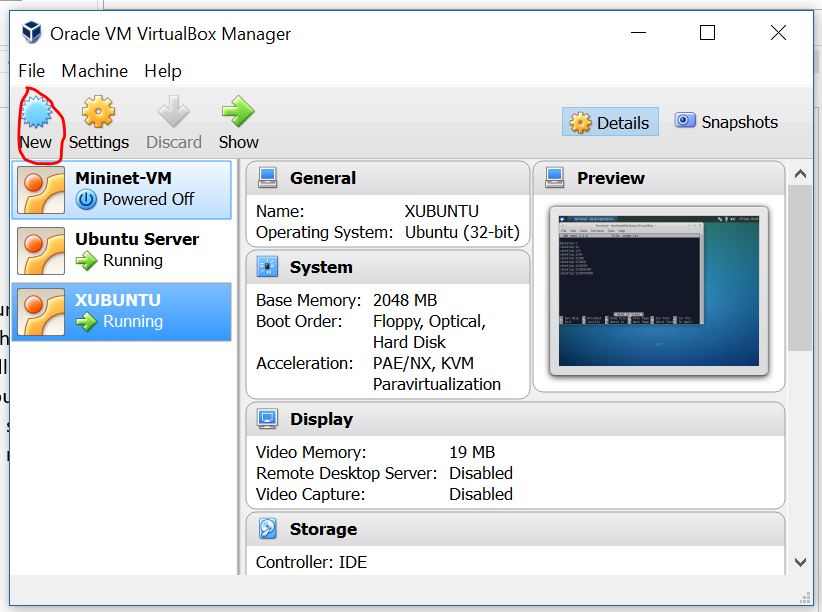 Oracle VM VirtualBox Manager
File Machine Help
New Settings Discard Show Details Snapshots
Mininet-VM
Powered Off
Ubuntu Server
Running
XUBUNTU
Running
General
Name: XUBUNTU
Operating System: Ubuntu (32-bit)
Preview
System
Base Memory: 2048 MB
Boot Order: Floppy, Optical,
Hard Disk
Acceleration: PAE/NX, KVM
Paravirtualization
Display
Video Memory: 19 MB
Remote Desktop Server: Disabled
Video Capture: Disabled
Storage
Controller: IDE